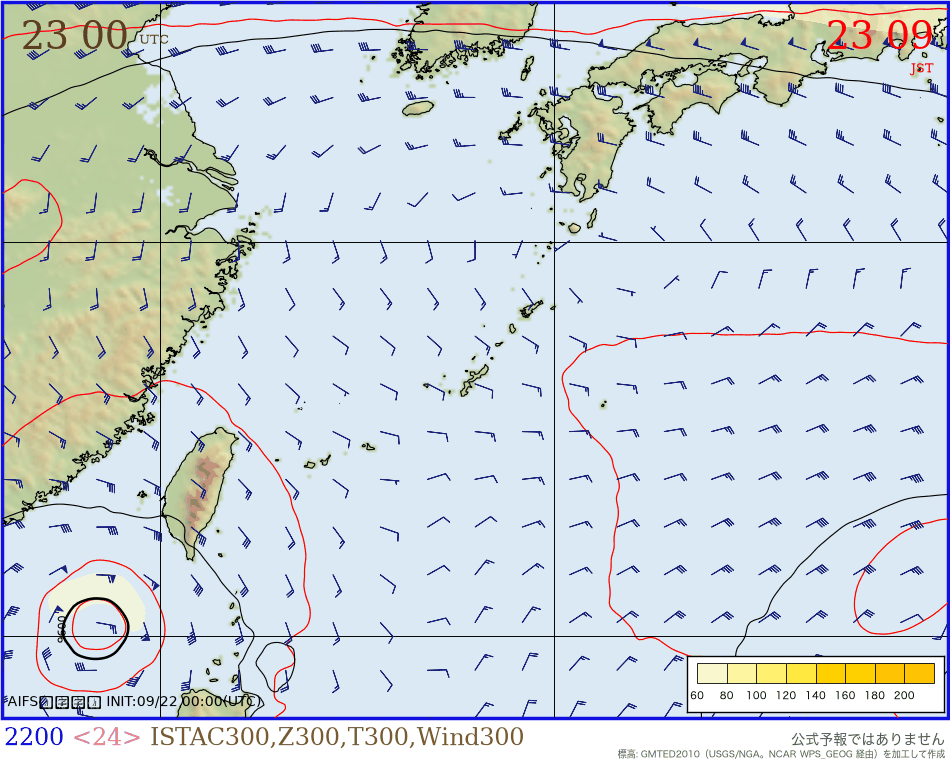 23 00 UTC
23 09
JST
9600
AIFS INIT:09/22 00:00(UTC)
60 80 100 120 140 160 180 200
2200 <24> ISTAC300,Z300,T300,Wind300
公式予報ではありません
標高: GMTED2010（USGS/NGA。NCAR WPS_GEOG 経由）を加工して作成